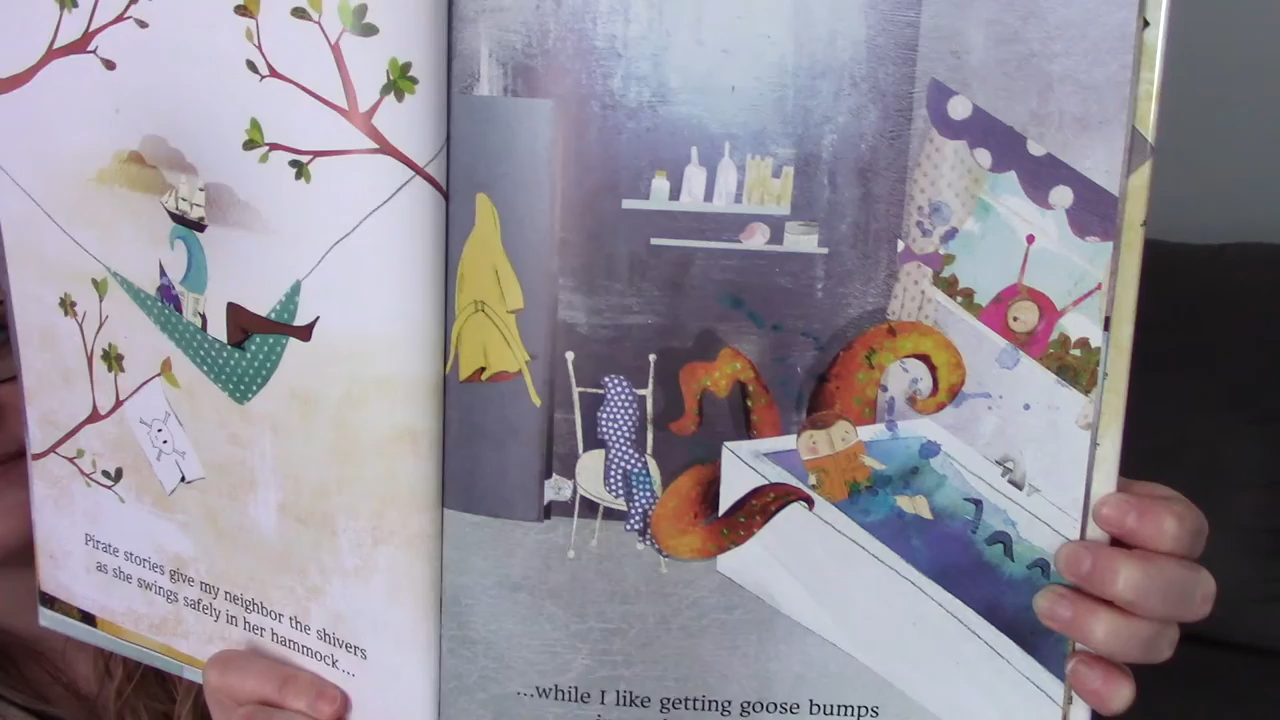 Pirate stories give my neighbor the shivers
as she swings safely in her hammock...
...while I like getting goose bumps